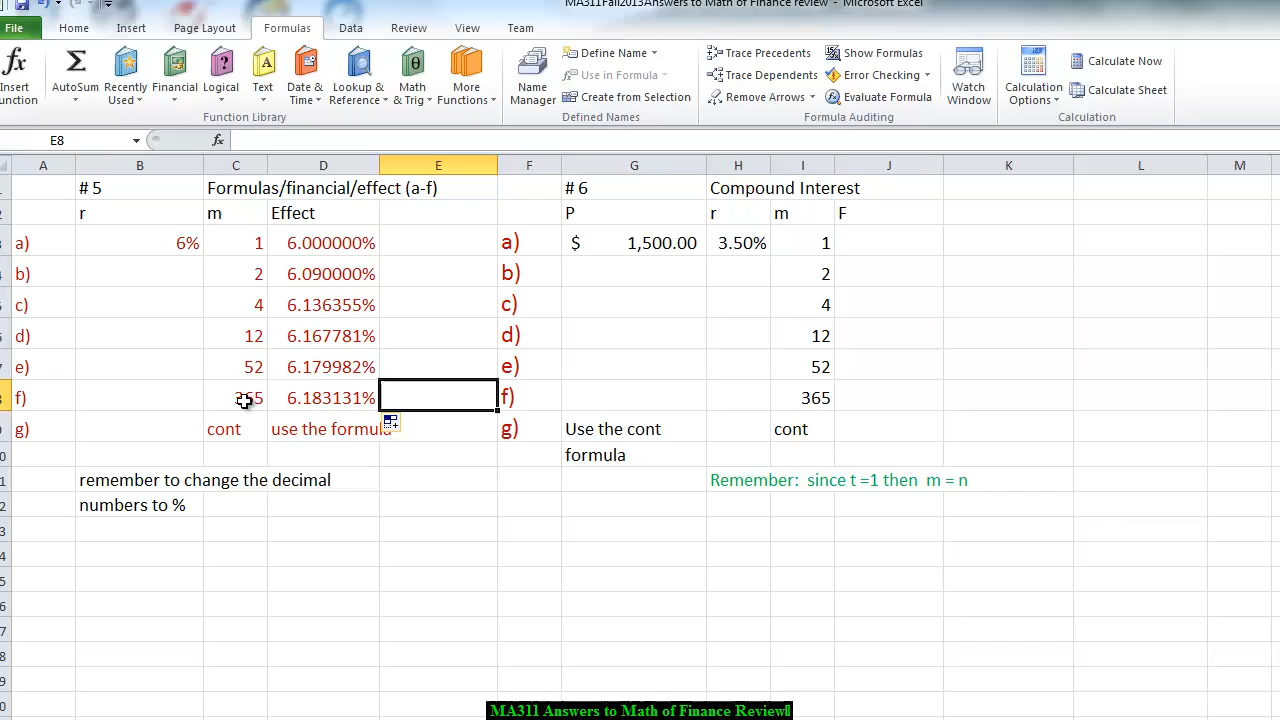 MA311Fall2013Answers to Math of Finance review - Microsoft Excel
File Home Insert Page Layout Formulas Data Review View Team
AutoSum Recently Used Financial Logical Text Date & Time Lookup & Reference Math & Trig More Functions
Function Library
Name Manager
Define Name
Use in Formula
Create from Selection
Defined Names
Trace Precedents Show Formulas
Trace Dependents Error Checking
Remove Arrows Evaluate Formula
Formula Auditing
Watch Window
Calculation Options
Calculate Now
Calculate Sheet
Calculation
E8 fx
A B C D E F G H I J K L M
# 5 Formulas/financial/effect (a-f) # 6 Compound Interest
r m Effect P r m F
a) 6% 1 6.000000% a) $ 1,500.00 3.50% 1
b) 2 6.090000% b) 2
c) 4 6.136355% c) 4
d) 12 6.167781% d) 12
e) 52 6.179982% e) 52
f) 365 6.183131% f) 365
g) cont use the formula g) Use the cont cont
formula
remember to change the decimal Remember: since t =1 then m = n
numbers to %
MA311 Answers to Math of Finance Review